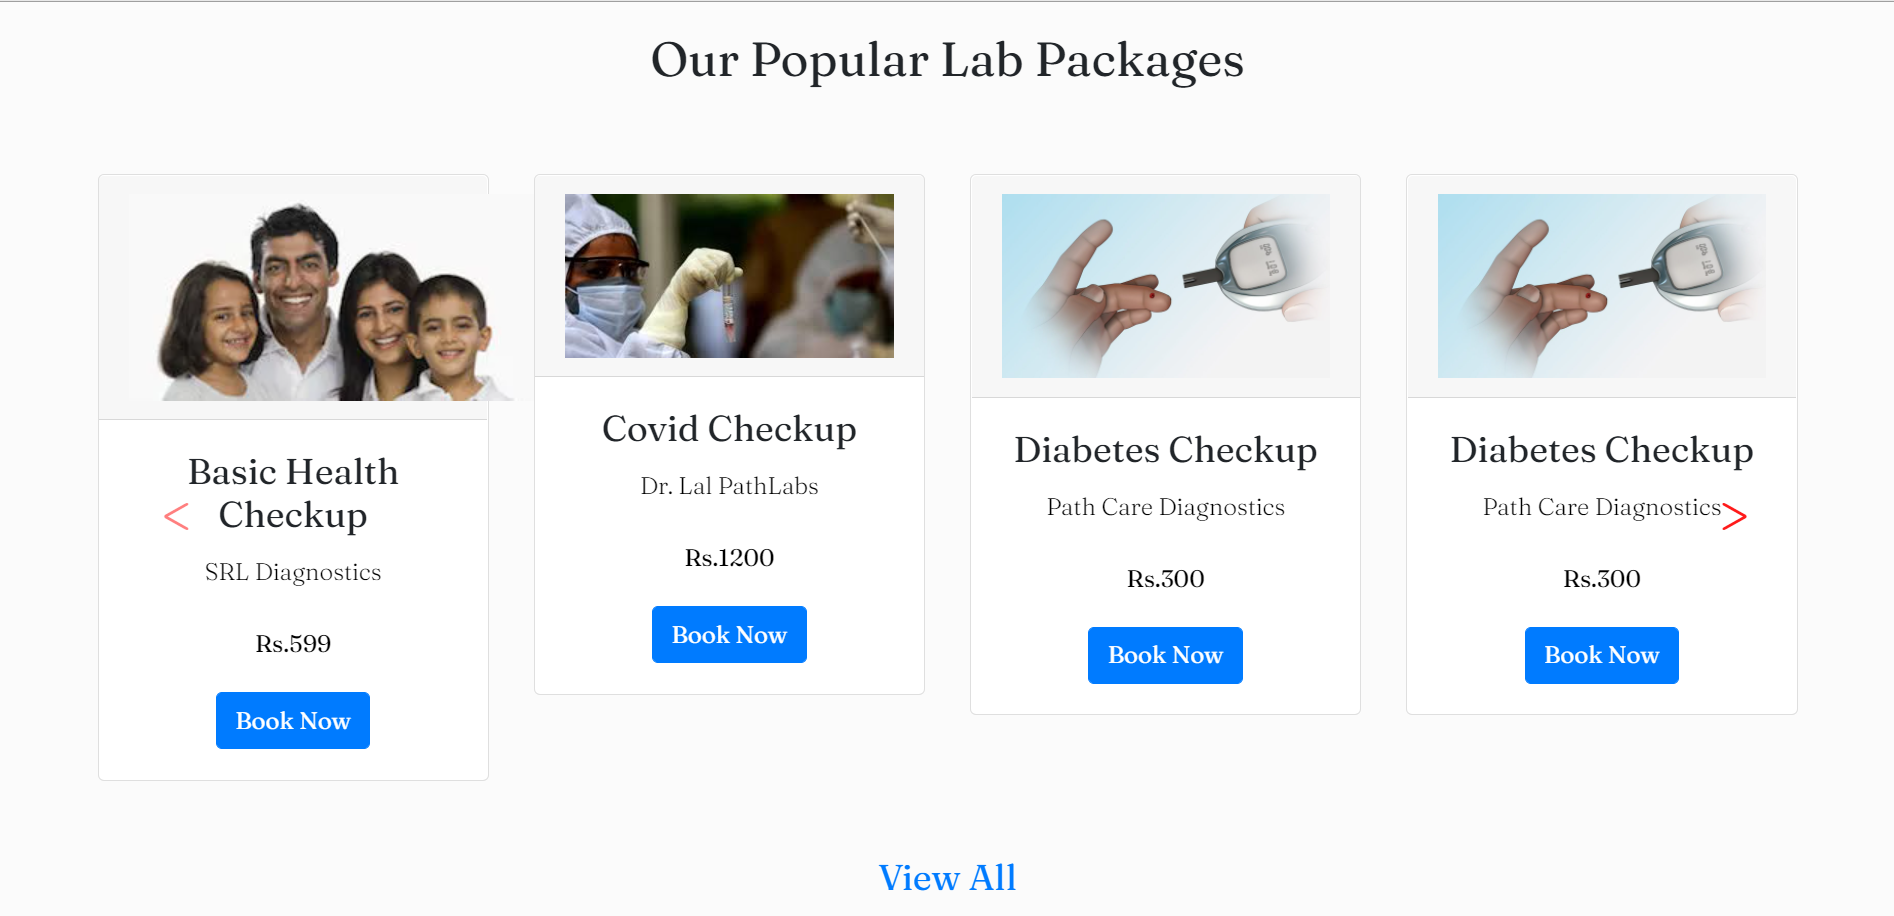 Our Popular Lab Packages
Basic Health
Checkup
SRL Diagnostics
Rs.599
Book Now
Covid Checkup
Dr. Lal PathLabs
Rs.1200
Book Now
Diabetes Checkup
Path Care Diagnostics
Rs.300
Book Now
Diabetes Checkup
Path Care Diagnostics
Rs.300
Book Now
<
>
View All